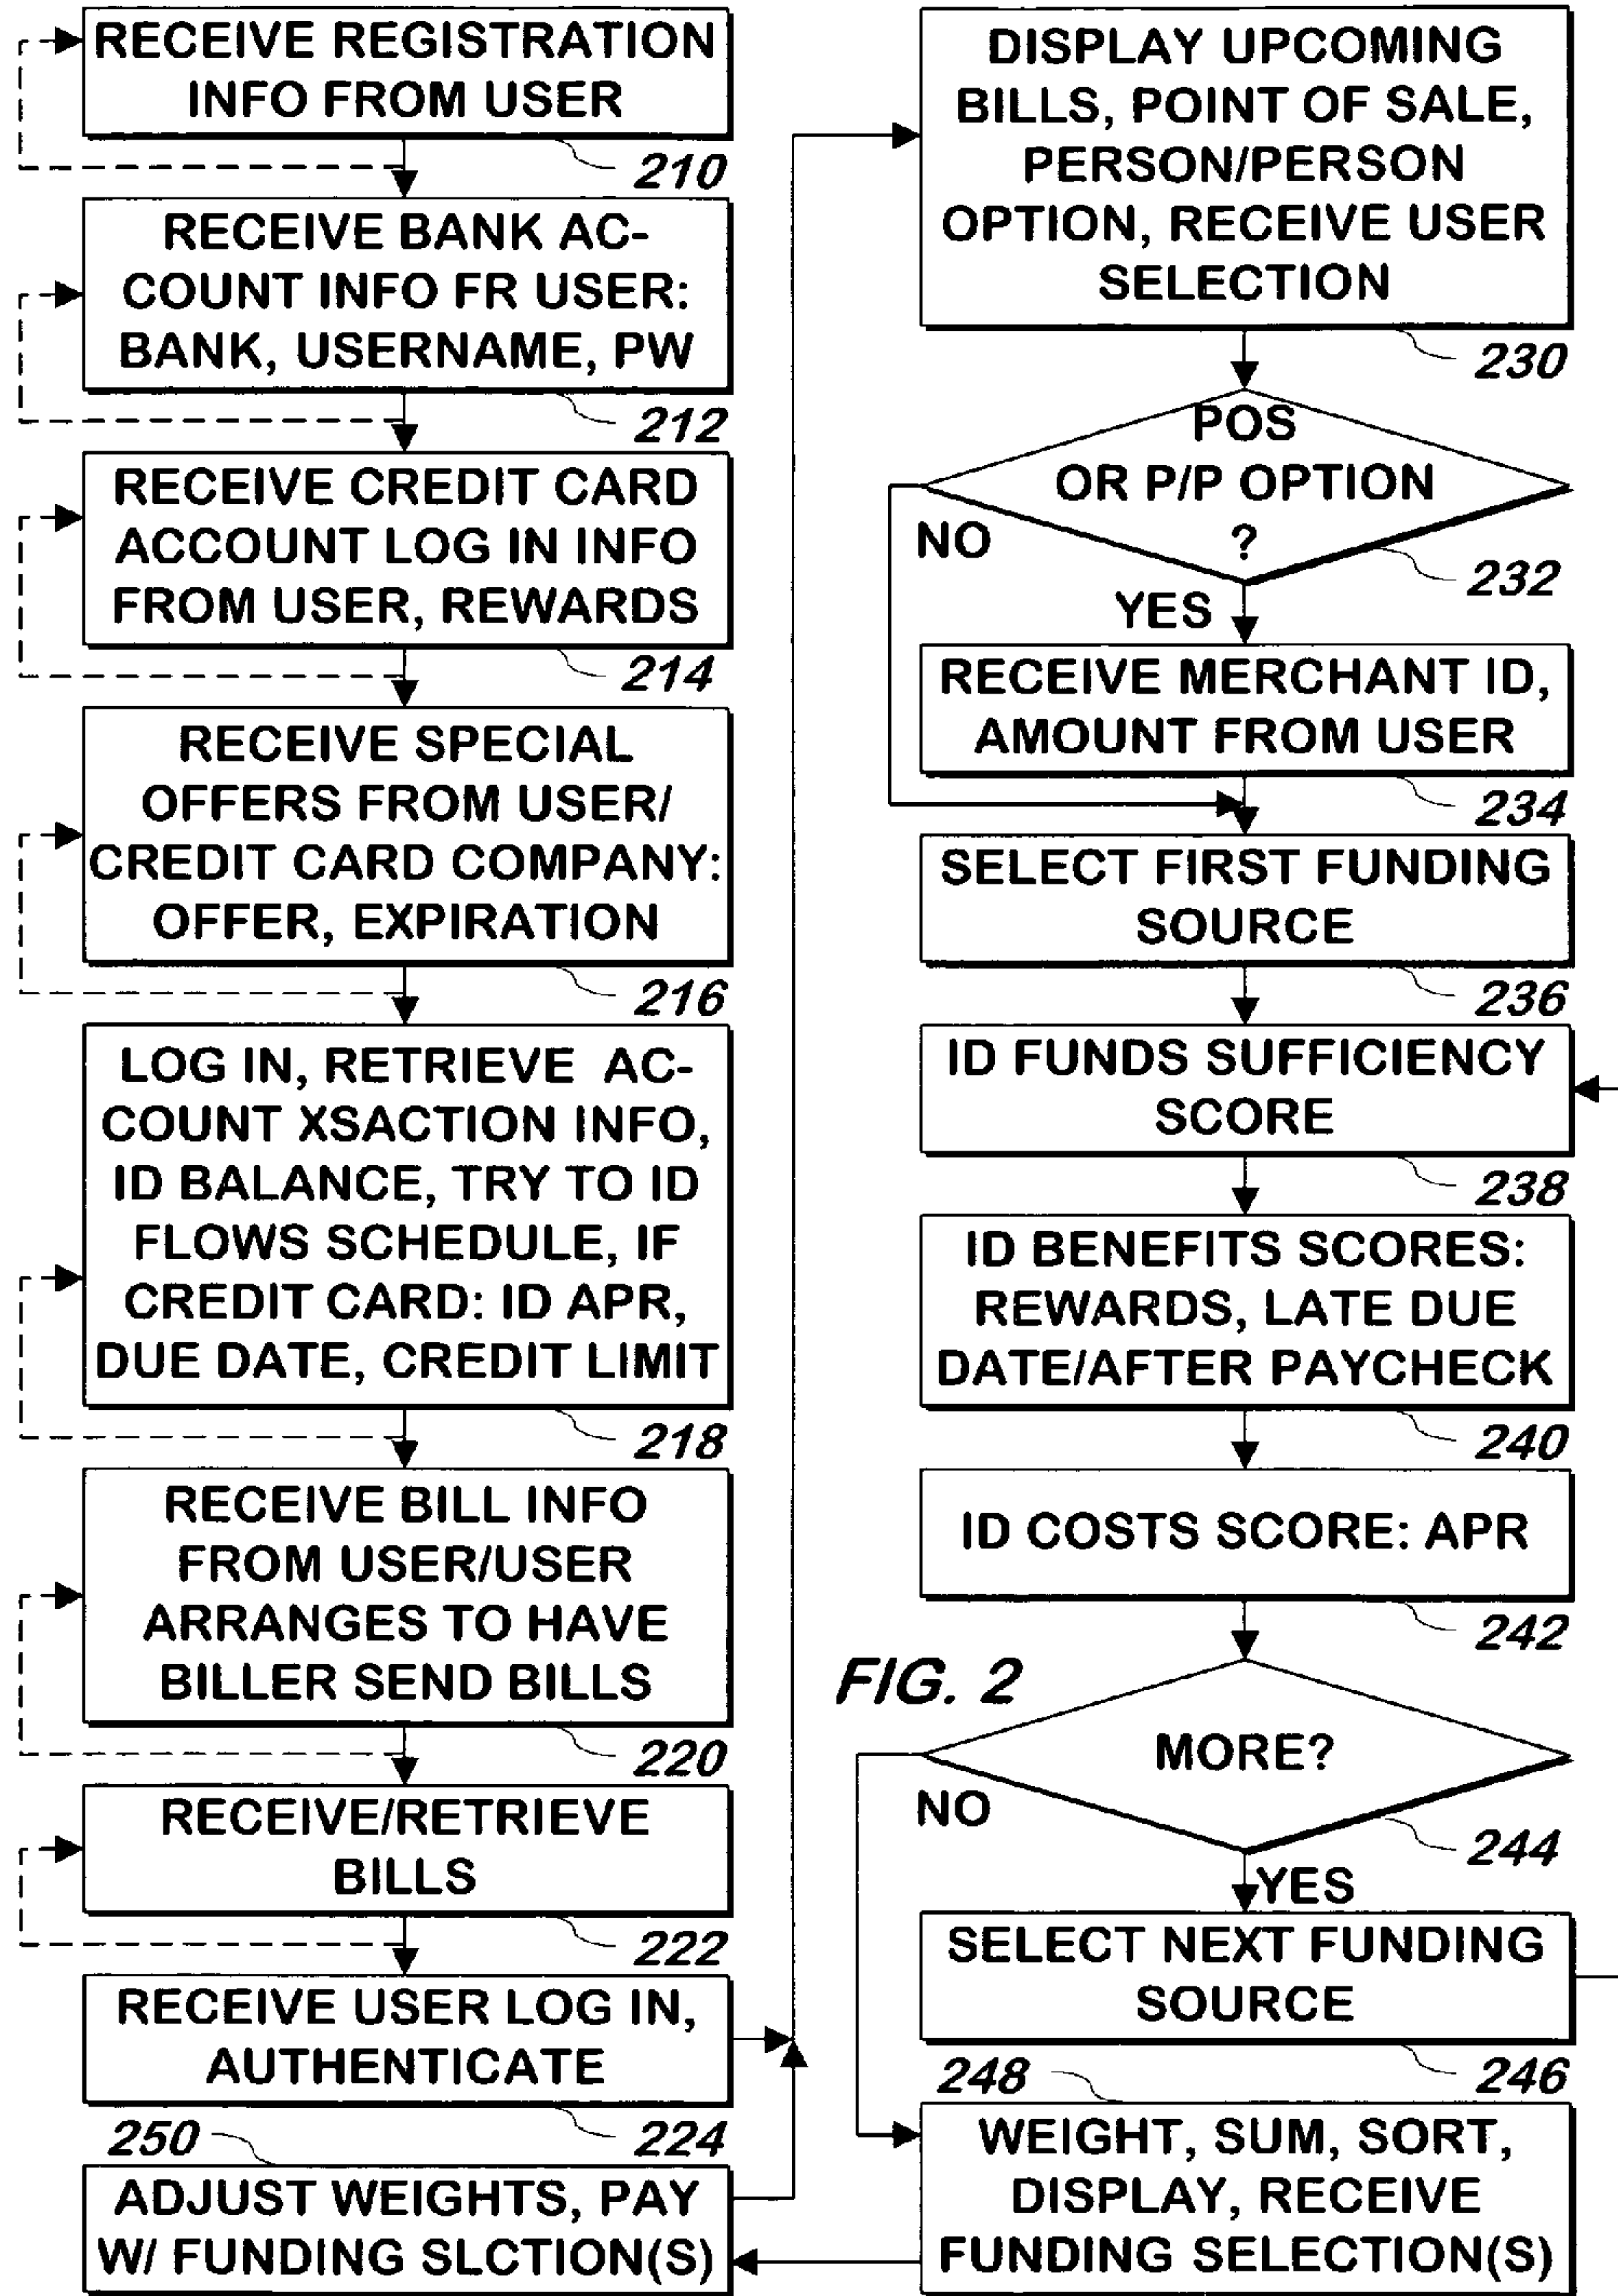 RECEIVE REGISTRATION
INFO FROM USER
210
RECEIVE BANK AC-
COUNT INFO FR USER:
BANK, USERNAME, PW
212
RECEIVE CREDIT CARD
ACCOUNT LOG IN INFO
FROM USER, REWARDS
214
RECEIVE SPECIAL
OFFERS FROM USER/
CREDIT CARD COMPANY:
OFFER, EXPIRATION
216
LOG IN, RETRIEVE AC-
COUNT XSACTION INFO,
ID BALANCE, TRY TO ID
FLOWS SCHEDULE, IF
CREDIT CARD: ID APR,
DUE DATE, CREDIT LIMIT
218
RECEIVE BILL INFO
FROM USER/USER
ARRANGES TO HAVE
BILLER SEND BILLS
220
RECEIVE/RETRIEVE
BILLS
222
RECEIVE USER LOG IN,
AUTHENTICATE
224
250
ADJUST WEIGHTS, PAY
W/ FUNDING SLCTION(S)
DISPLAY UPCOMING
BILLS, POINT OF SALE,
PERSON/PERSON
OPTION, RECEIVE USER
SELECTION
230
POS
OR P/P OPTION
?
NO
232
YES
RECEIVE MERCHANT ID,
AMOUNT FROM USER
234
SELECT FIRST FUNDING
SOURCE
236
ID FUNDS SUFFICIENCY
SCORE
238
ID BENEFITS SCORES:
REWARDS, LATE DUE
DATE/AFTER PAYCHECK
240
ID COSTS SCORE: APR
242
FIG. 2
MORE?
NO
244
YES
SELECT NEXT FUNDING
SOURCE
246
248
WEIGHT, SUM, SORT,
DISPLAY, RECEIVE
FUNDING SELECTION(S)